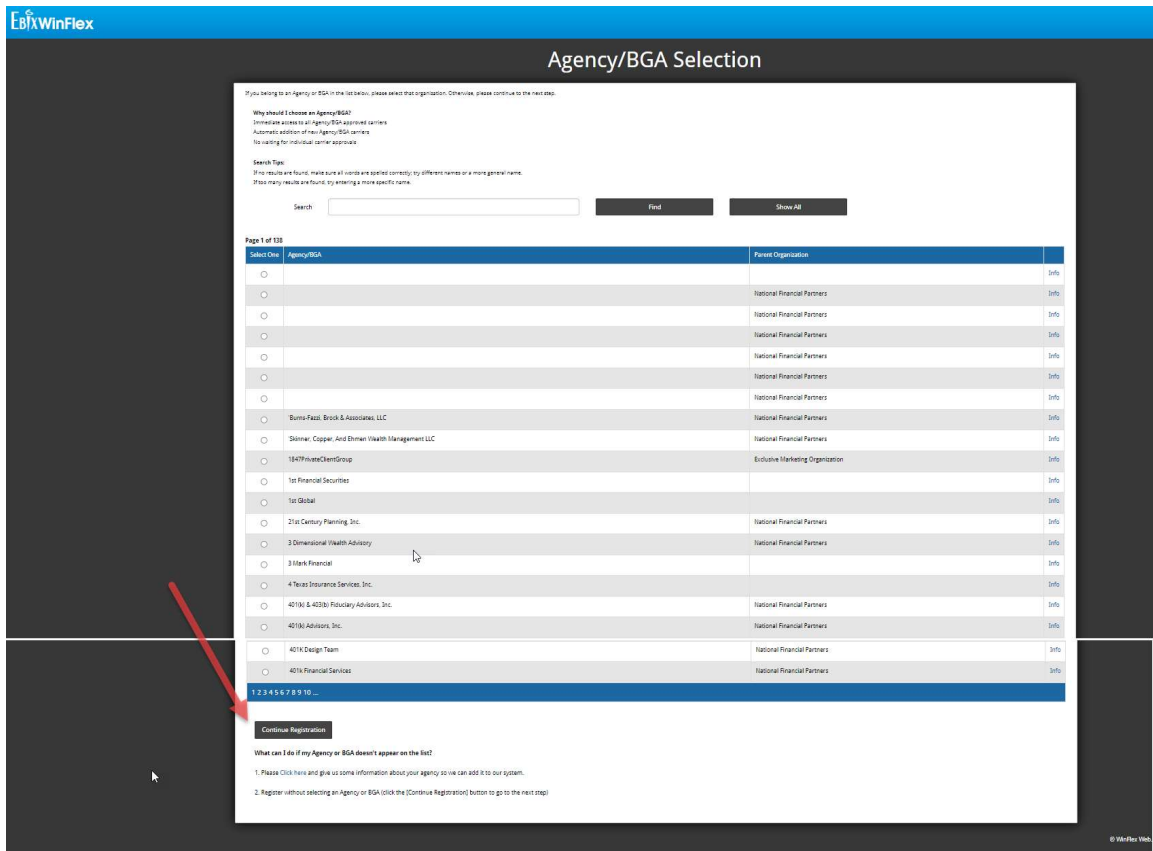 EbixWinFlex
Agency/BGA Selection
If you belong to an Agency or BGA in the list below, please select that organization. Otherwise, please continue to the next step.
Why should I choose an Agency/BGA?
Immediate access to all Agency/BGA approved carriers
Automatic addition of new Agency/BGA carriers
No waiting for individual carrier approvals
Search Tips:
If no results are found, make sure all words are spelled correctly; try different names or a more general name.
If too many results are found, try entering a more specific name.
Search Find Show All
Page 1 of 138
Select One Agency/BGA Parent Organization
Info
National Financial Partners Info
National Financial Partners Info
National Financial Partners Info
National Financial Partners Info
National Financial Partners Info
National Financial Partners Info
'Burns-Fazzi, Brock & Associates, LLC National Financial Partners Info
'Skinner, Copper, And Ehmen Wealth Management LLC National Financial Partners Info
1847PrivateClientGroup Exclusive Marketing Organization Info
1st Financial Securities Info
1st Global Info
21st Century Planning, Inc. National Financial Partners Info
3 Dimensional Wealth Advisory National Financial Partners Info
3 Mark Financial Info
4 Texas Insurance Services, Inc. Info
401(k) & 403(b) Fiduciary Advisors, Inc. National Financial Partners Info
401(k) Advisors, Inc. National Financial Partners Info
401K Design Team National Financial Partners Info
401k Financial Services National Financial Partners Info
1 2 3 4 5 6 7 8 9 10 ...
Continue Registration
What can I do if my Agency or BGA doesn't appear on the list?
1. Please Click here and give us some information about your agency so we can add it to our system.
2. Register without selecting an Agency or BGA (click the [Continue Registration] button to go to the next step)
© WinFlex Web.